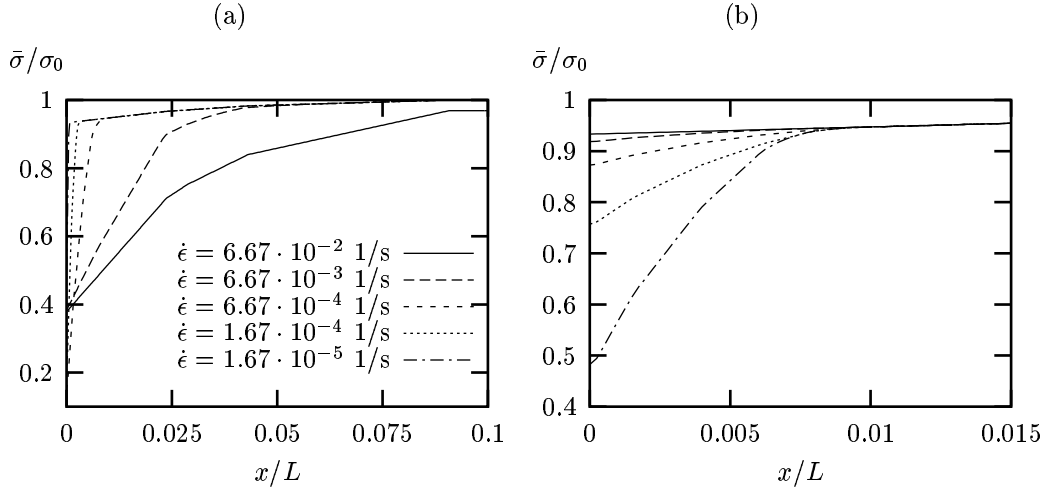 (a)
σ̄/σ₀
1
0.8
0.6
0.4
0.2
0 0.025 0.05 0.075 0.1
x/L
ϵ̇ = 6.67 · 10⁻² 1/s
ϵ̇ = 6.67 · 10⁻³ 1/s
ϵ̇ = 6.67 · 10⁻⁴ 1/s
ϵ̇ = 1.67 · 10⁻⁴ 1/s
ϵ̇ = 1.67 · 10⁻⁵ 1/s
(b)
σ̄/σ₀
1
0.9
0.8
0.7
0.6
0.5
0.4
0 0.005 0.01 0.015
x/L